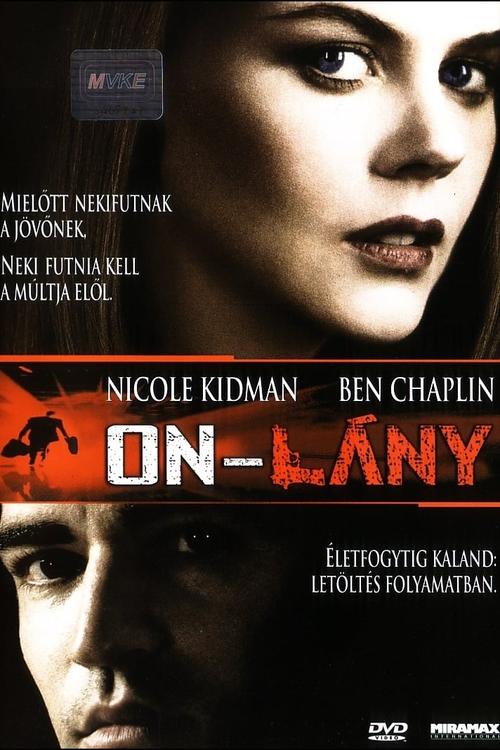 MVKE
MIELŐTT NEKIFUTNAK
A JÖVŐNEK,
NEKI FUTNIA KELL
A MÚLTJA ELŐL.
NICOLE KIDMAN BEN CHAPLIN
ON-LÁNY
ÉLETFOGYTIG KALAND:
LETÖLTÉS FOLYAMATBAN.
DVD MIRAMAX
VIDEO INTERNATIONAL